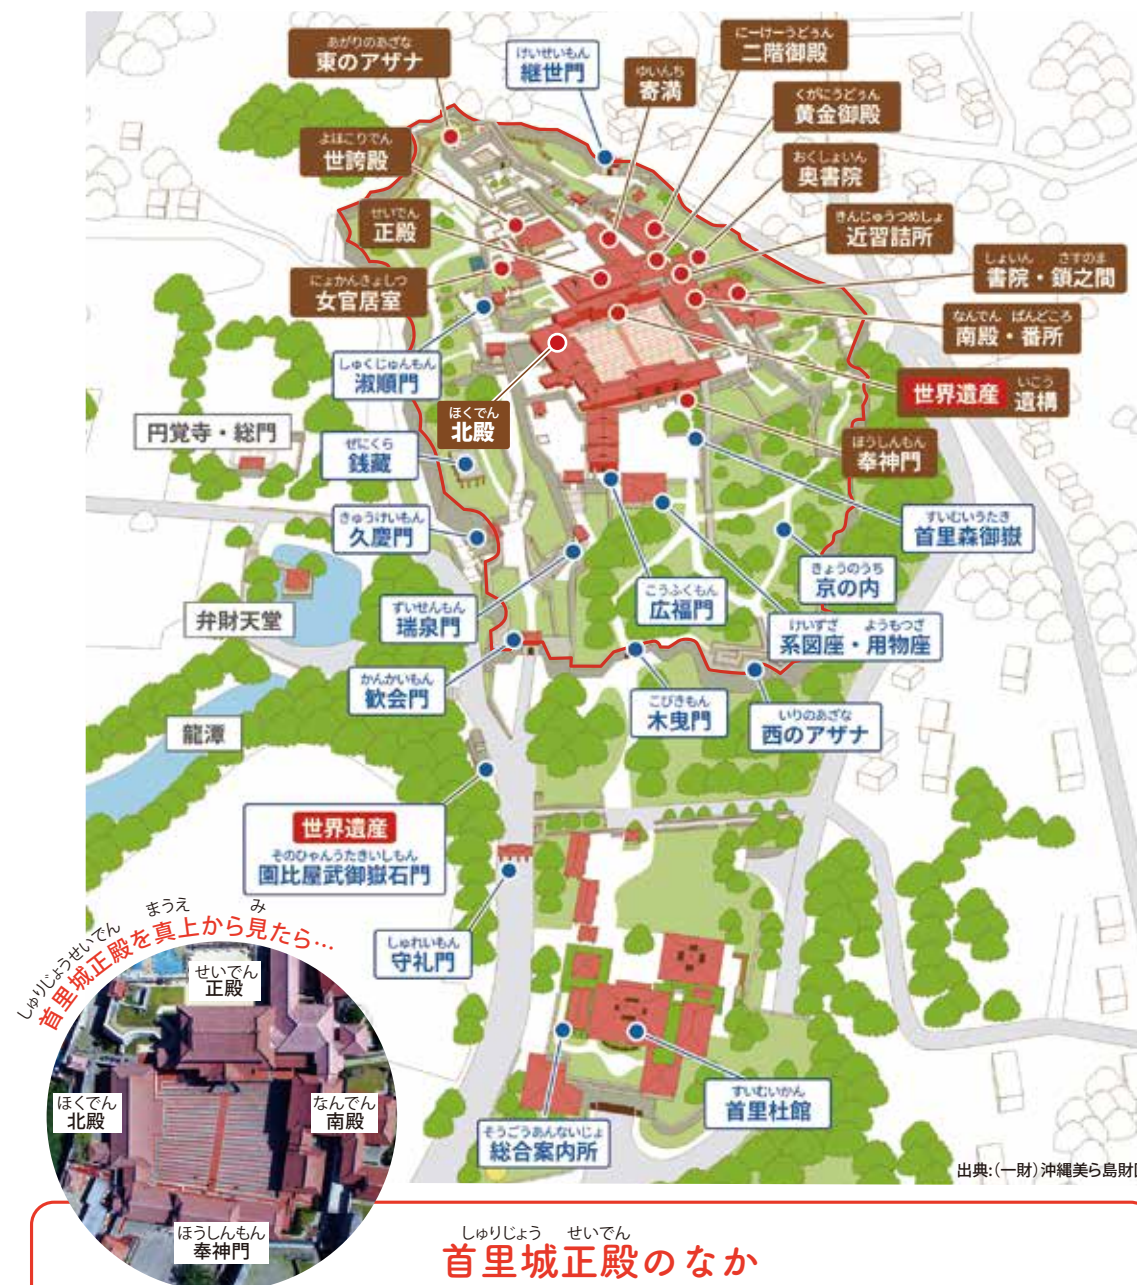 あがりのあざな
東のアザナ
けいせいもん
継世門
ゆいんち
寄満
にーけーうどぅん
二階御殿
くがにうどぅん
黄金御殿
よほこりでん
世誇殿
おくしょいん
奥書院
せいでん
正殿
きんじゅうつめしょ
近習詰所
にょかんきょしつ
女官居室
しょいん さすのま
書院・鎖之間
なんでん ばんどころ
南殿・番所
しゅくじゅんもん
淑順門
世界遺産 いこう
遺構
ほくでん
北殿
円覚寺・総門
ぜにくら
銭蔵
ほうしんもん
奉神門
きゅうけいもん
久慶門
すいむいうたき
首里森御嶽
きょうのうち
京の内
こうふくもん
広福門
ずいせんもん
瑞泉門
弁財天堂
けいずざ ようもつざ
系図座・用物座
かんかいもん
歓会門
こびきもん
木曳門
いりのあざな
西のアザナ
龍潭
世界遺産
そのひゃんうたきいしもん
園比屋武御嶽石門
しゅれいもん
守礼門
すいむいかん
首里杜館
そうごうあんないじょ
総合案内所
出典:(一財)沖縄美ら島財団
しゅりじょうせいでん まうえ み
首里城正殿を真上から見たら…
せいでん
正殿
ほくでん
北殿
なんでん
南殿
ほうしんもん
奉神門
しゅりじょう せいでん
首里城正殿のなか